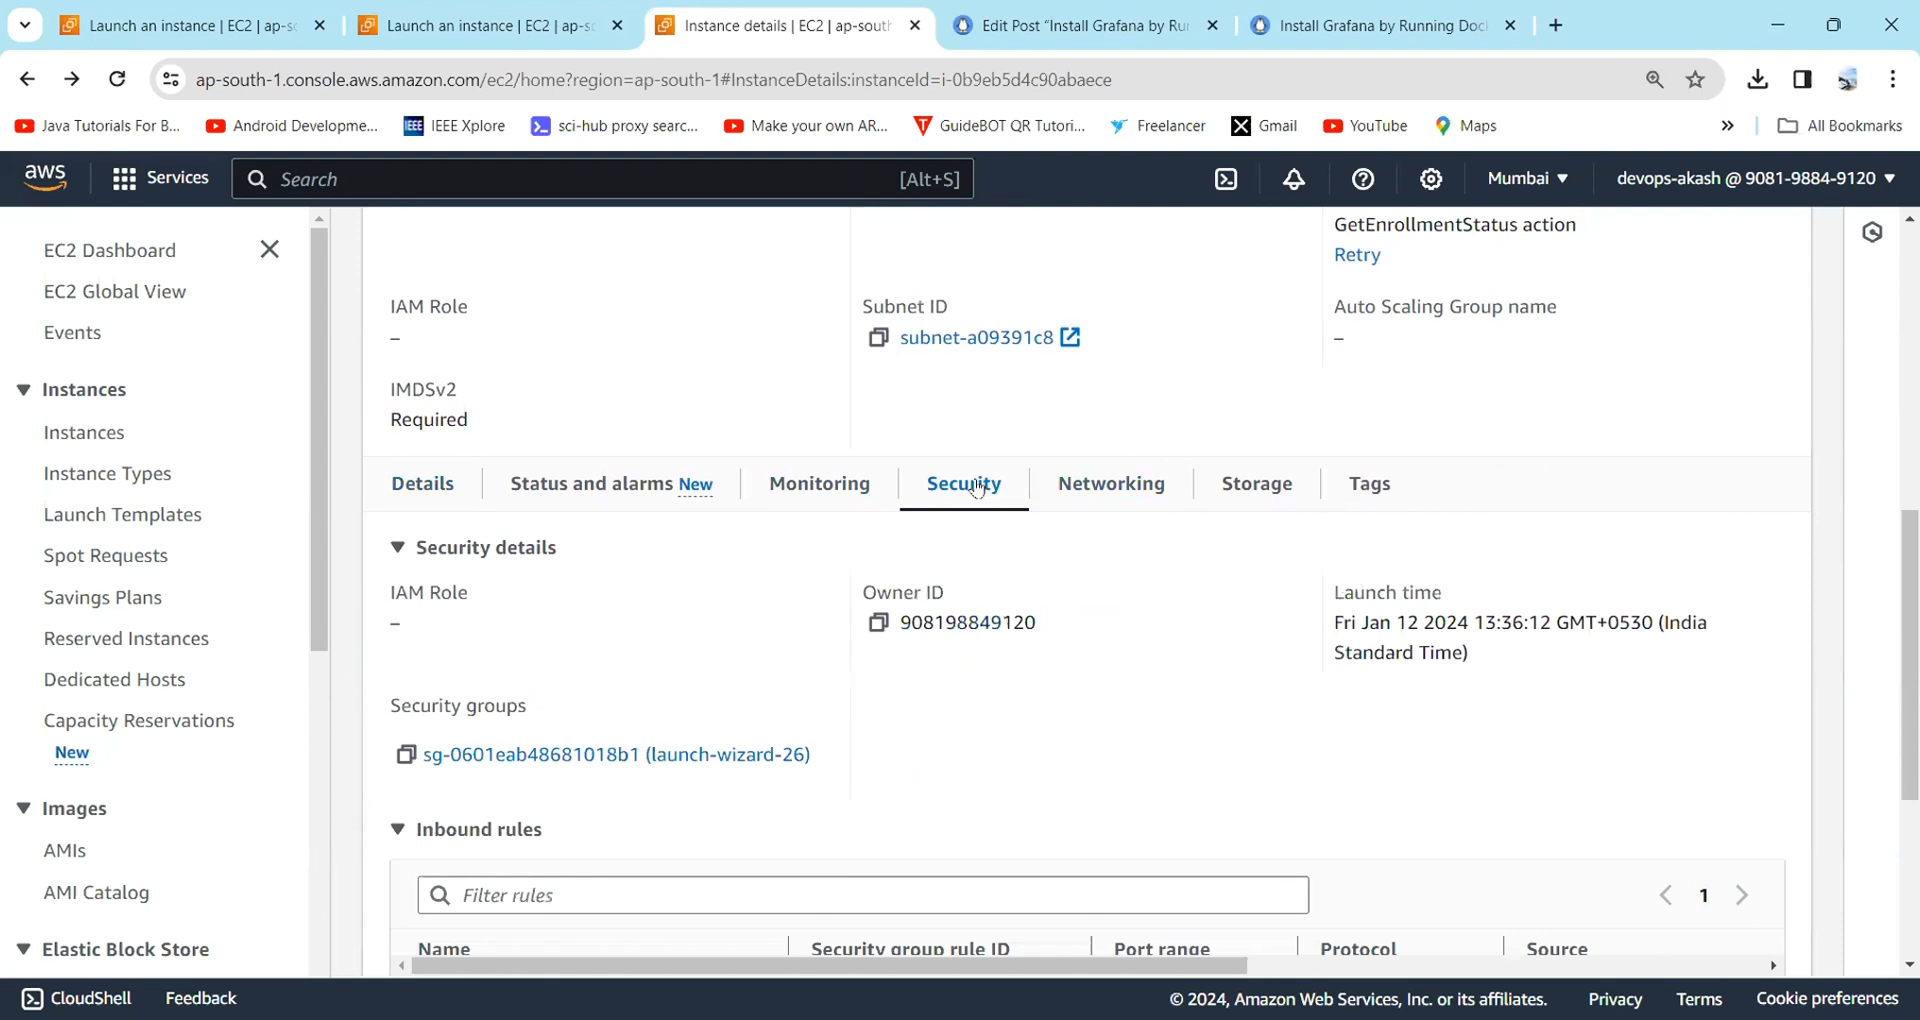 Launch an instance | EC2 | ap-s
Launch an instance | EC2 | ap-s
Instance details | EC2 | ap-south
Edit Post "Install Grafana by Ru
Install Grafana by Running Doc
ap-south-1.console.aws.amazon.com/ec2/home?region=ap-south-1#InstanceDetails:instanceId=i-0b9eb5d4c90abaece
Java Tutorials For B...
Android Developme...
IEEE
IEEE Xplore
sci-hub proxy searc...
Make your own AR...
GuideBOT QR Tutori...
Freelancer
Gmail
YouTube
Maps
»
All Bookmarks
aws
Services
Search
[Alt+S]
Mumbai
devops-akash @ 9081-9884-9120
EC2 Dashboard
EC2 Global View
Events
Instances
Instances
Instance Types
Launch Templates
Spot Requests
Savings Plans
Reserved Instances
Dedicated Hosts
Capacity Reservations
New
Images
AMIs
AMI Catalog
Elastic Block Store
GetEnrollmentStatus action
Retry
IAM Role
–
Subnet ID
subnet-a09391c8
Auto Scaling Group name
–
IMDSv2
Required
Details
Status and alarms New
Monitoring
Security
Networking
Storage
Tags
Security details
IAM Role
–
Owner ID
908198849120
Launch time
Fri Jan 12 2024 13:36:12 GMT+0530 (India
Standard Time)
Security groups
sg-0601eab48681018b1 (launch-wizard-26)
Inbound rules
Filter rules
1
Name
Security group rule ID
Port range
Protocol
Source
CloudShell
Feedback
© 2024, Amazon Web Services, Inc. or its affiliates.
Privacy
Terms
Cookie preferences